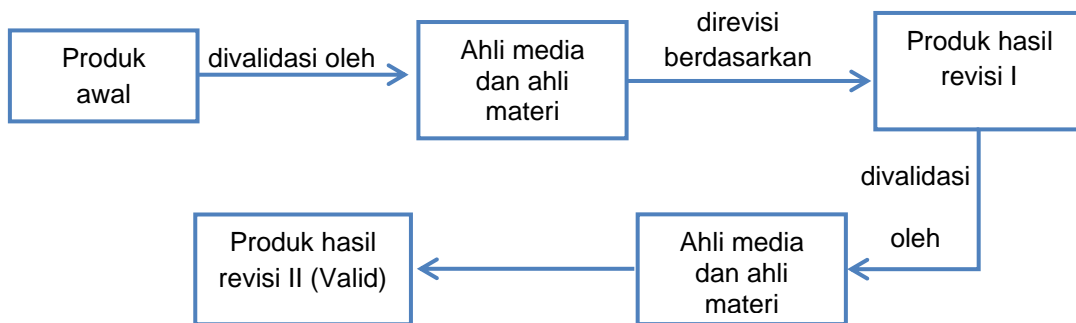 Produk
awal
divalidasi oleh
Ahli media
dan ahli
materi
direvisi
berdasarkan
Produk hasil
revisi I
divalidasi
oleh
Ahli media
dan ahli
materi
Produk hasil
revisi II (Valid)